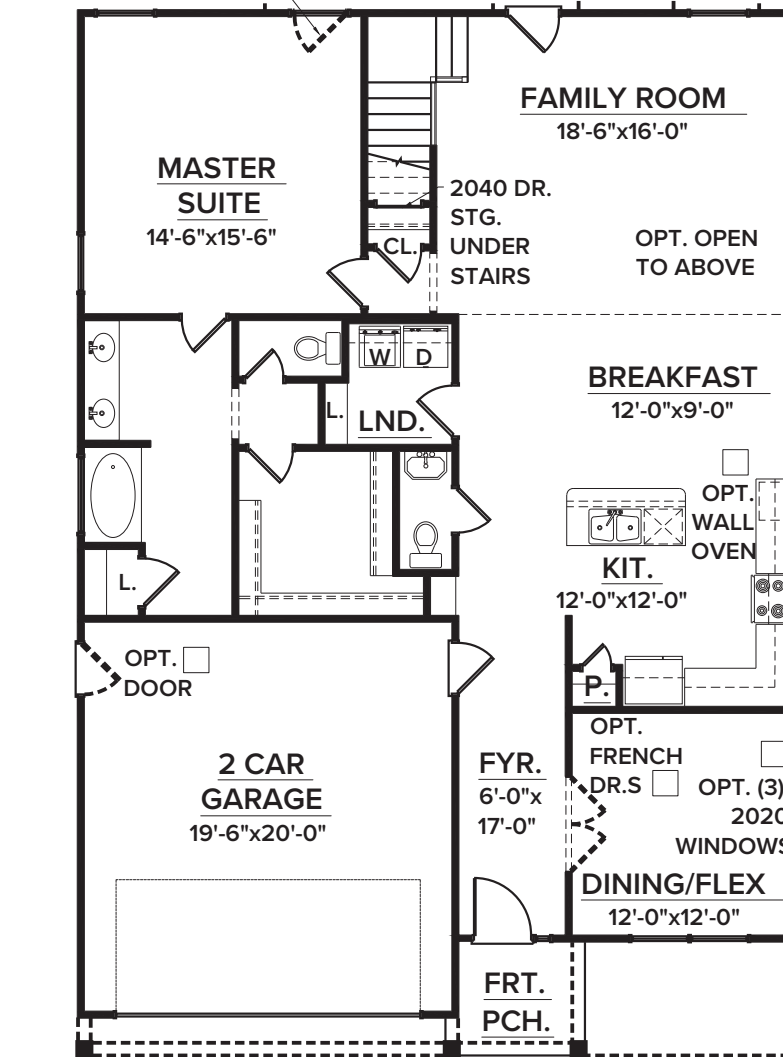 FAMILY ROOM
18'-6"x16'-0"
MASTER
SUITE
14'-6"x15'-6"
2040 DR.
STG.
UNDER
STAIRS
CL.
OPT. OPEN
TO ABOVE
W
D
L.
LND.
BREAKFAST
12'-0"x9'-0"
OPT.
WALL
OVEN
KIT.
12'-0"x12'-0"
L.
OPT.
DOOR
P.
OPT.
FRENCH
DR.S
OPT. (3)
2020
WINDOWS
2 CAR
GARAGE
19'-6"x20'-0"
FYR.
6'-0"x
17'-0"
DINING/FLEX
12'-0"x12'-0"
FRT.
PCH.